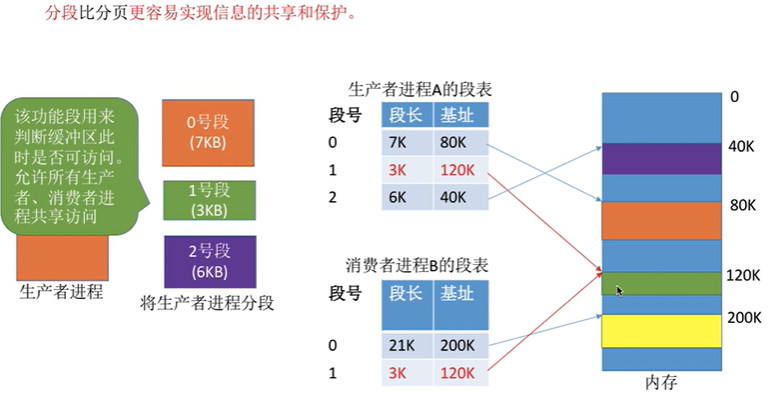 分段比分页更容易实现信息的共享和保护。
该功能段用来
判断缓冲区此
时是否可访问。
允许所有生产
者、消费者进
程共享访问
生产者进程
0号段
(7KB)
1号段
(3KB)
2号段
(6KB)
将生产者进程分段
生产者进程A的段表
段号 段长 基址
0 7K 80K
1 3K 120K
2 6K 40K
消费者进程B的段表
段号 段长 基址
0 21K 200K
1 3K 120K
0
40K
80K
120K
200K
内存